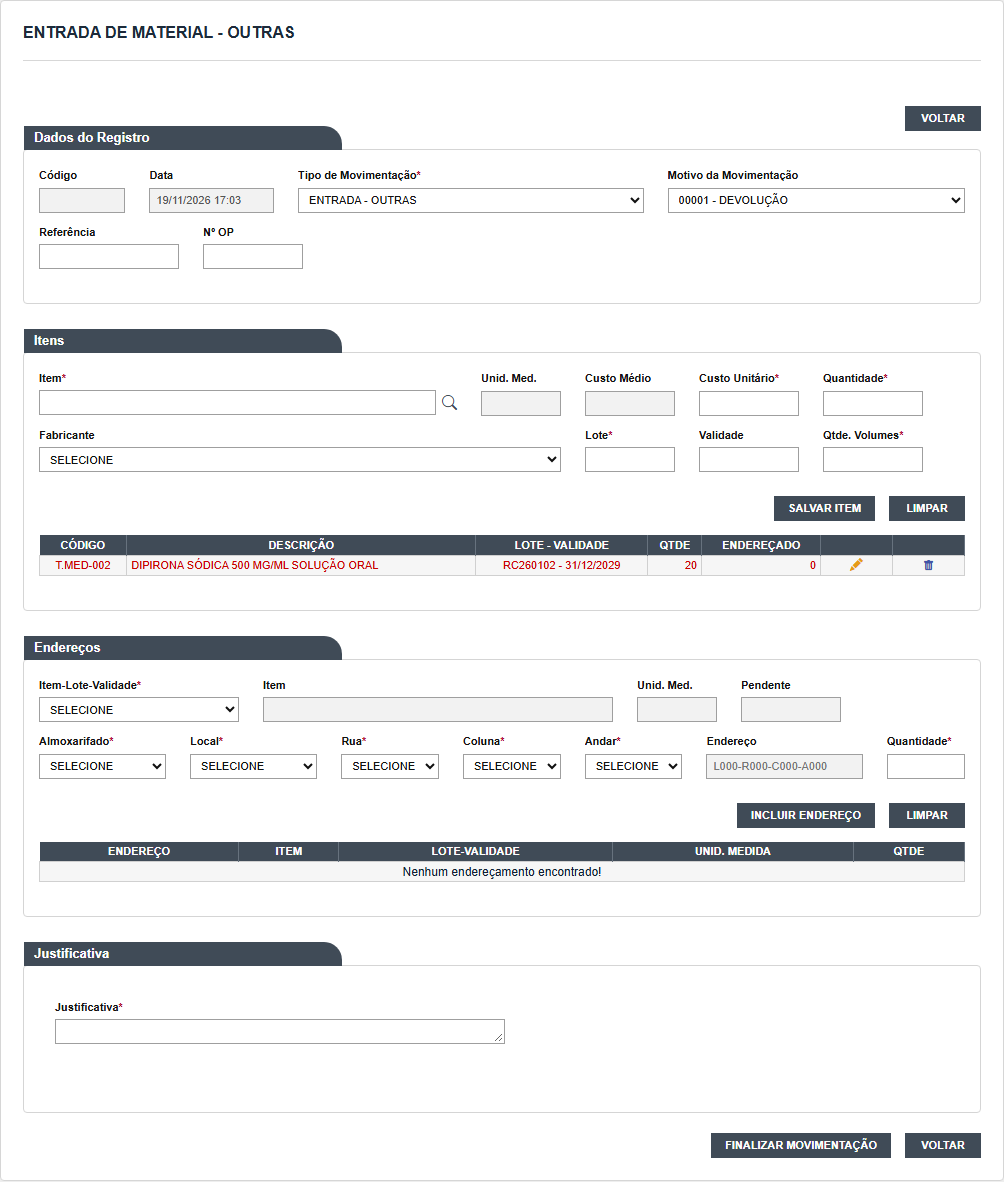 ENTRADA DE MATERIAL - OUTRAS
VOLTAR
Dados do Registro
Código Data Tipo de Movimentação* Motivo da Movimentação
19/11/2026 17:03 ENTRADA - OUTRAS 00001 - DEVOLUÇÃO
Referência Nº OP
Itens
Item* Unid. Med. Custo Médio Custo Unitário* Quantidade*
Fabricante Lote* Validade Qtde. Volumes*
SELECIONE
SALVAR ITEM LIMPAR
CÓDIGO DESCRIÇÃO LOTE - VALIDADE QTDE ENDEREÇADO
T.MED-002 DIPIRONA SÓDICA 500 MG/ML SOLUÇÃO ORAL RC260102 - 31/12/2029 20 0
Endereços
Item-Lote-Validade* Item Unid. Med. Pendente
SELECIONE
Almoxarifado* Local* Rua* Coluna* Andar* Endereço Quantidade*
SELECIONE SELECIONE SELECIONE SELECIONE SELECIONE L000-R000-C000-A000
INCLUIR ENDEREÇO LIMPAR
ENDEREÇO ITEM LOTE-VALIDADE UNID. MEDIDA QTDE
Nenhum endereçamento encontrado!
Justificativa
Justificativa*
FINALIZAR MOVIMENTAÇÃO VOLTAR